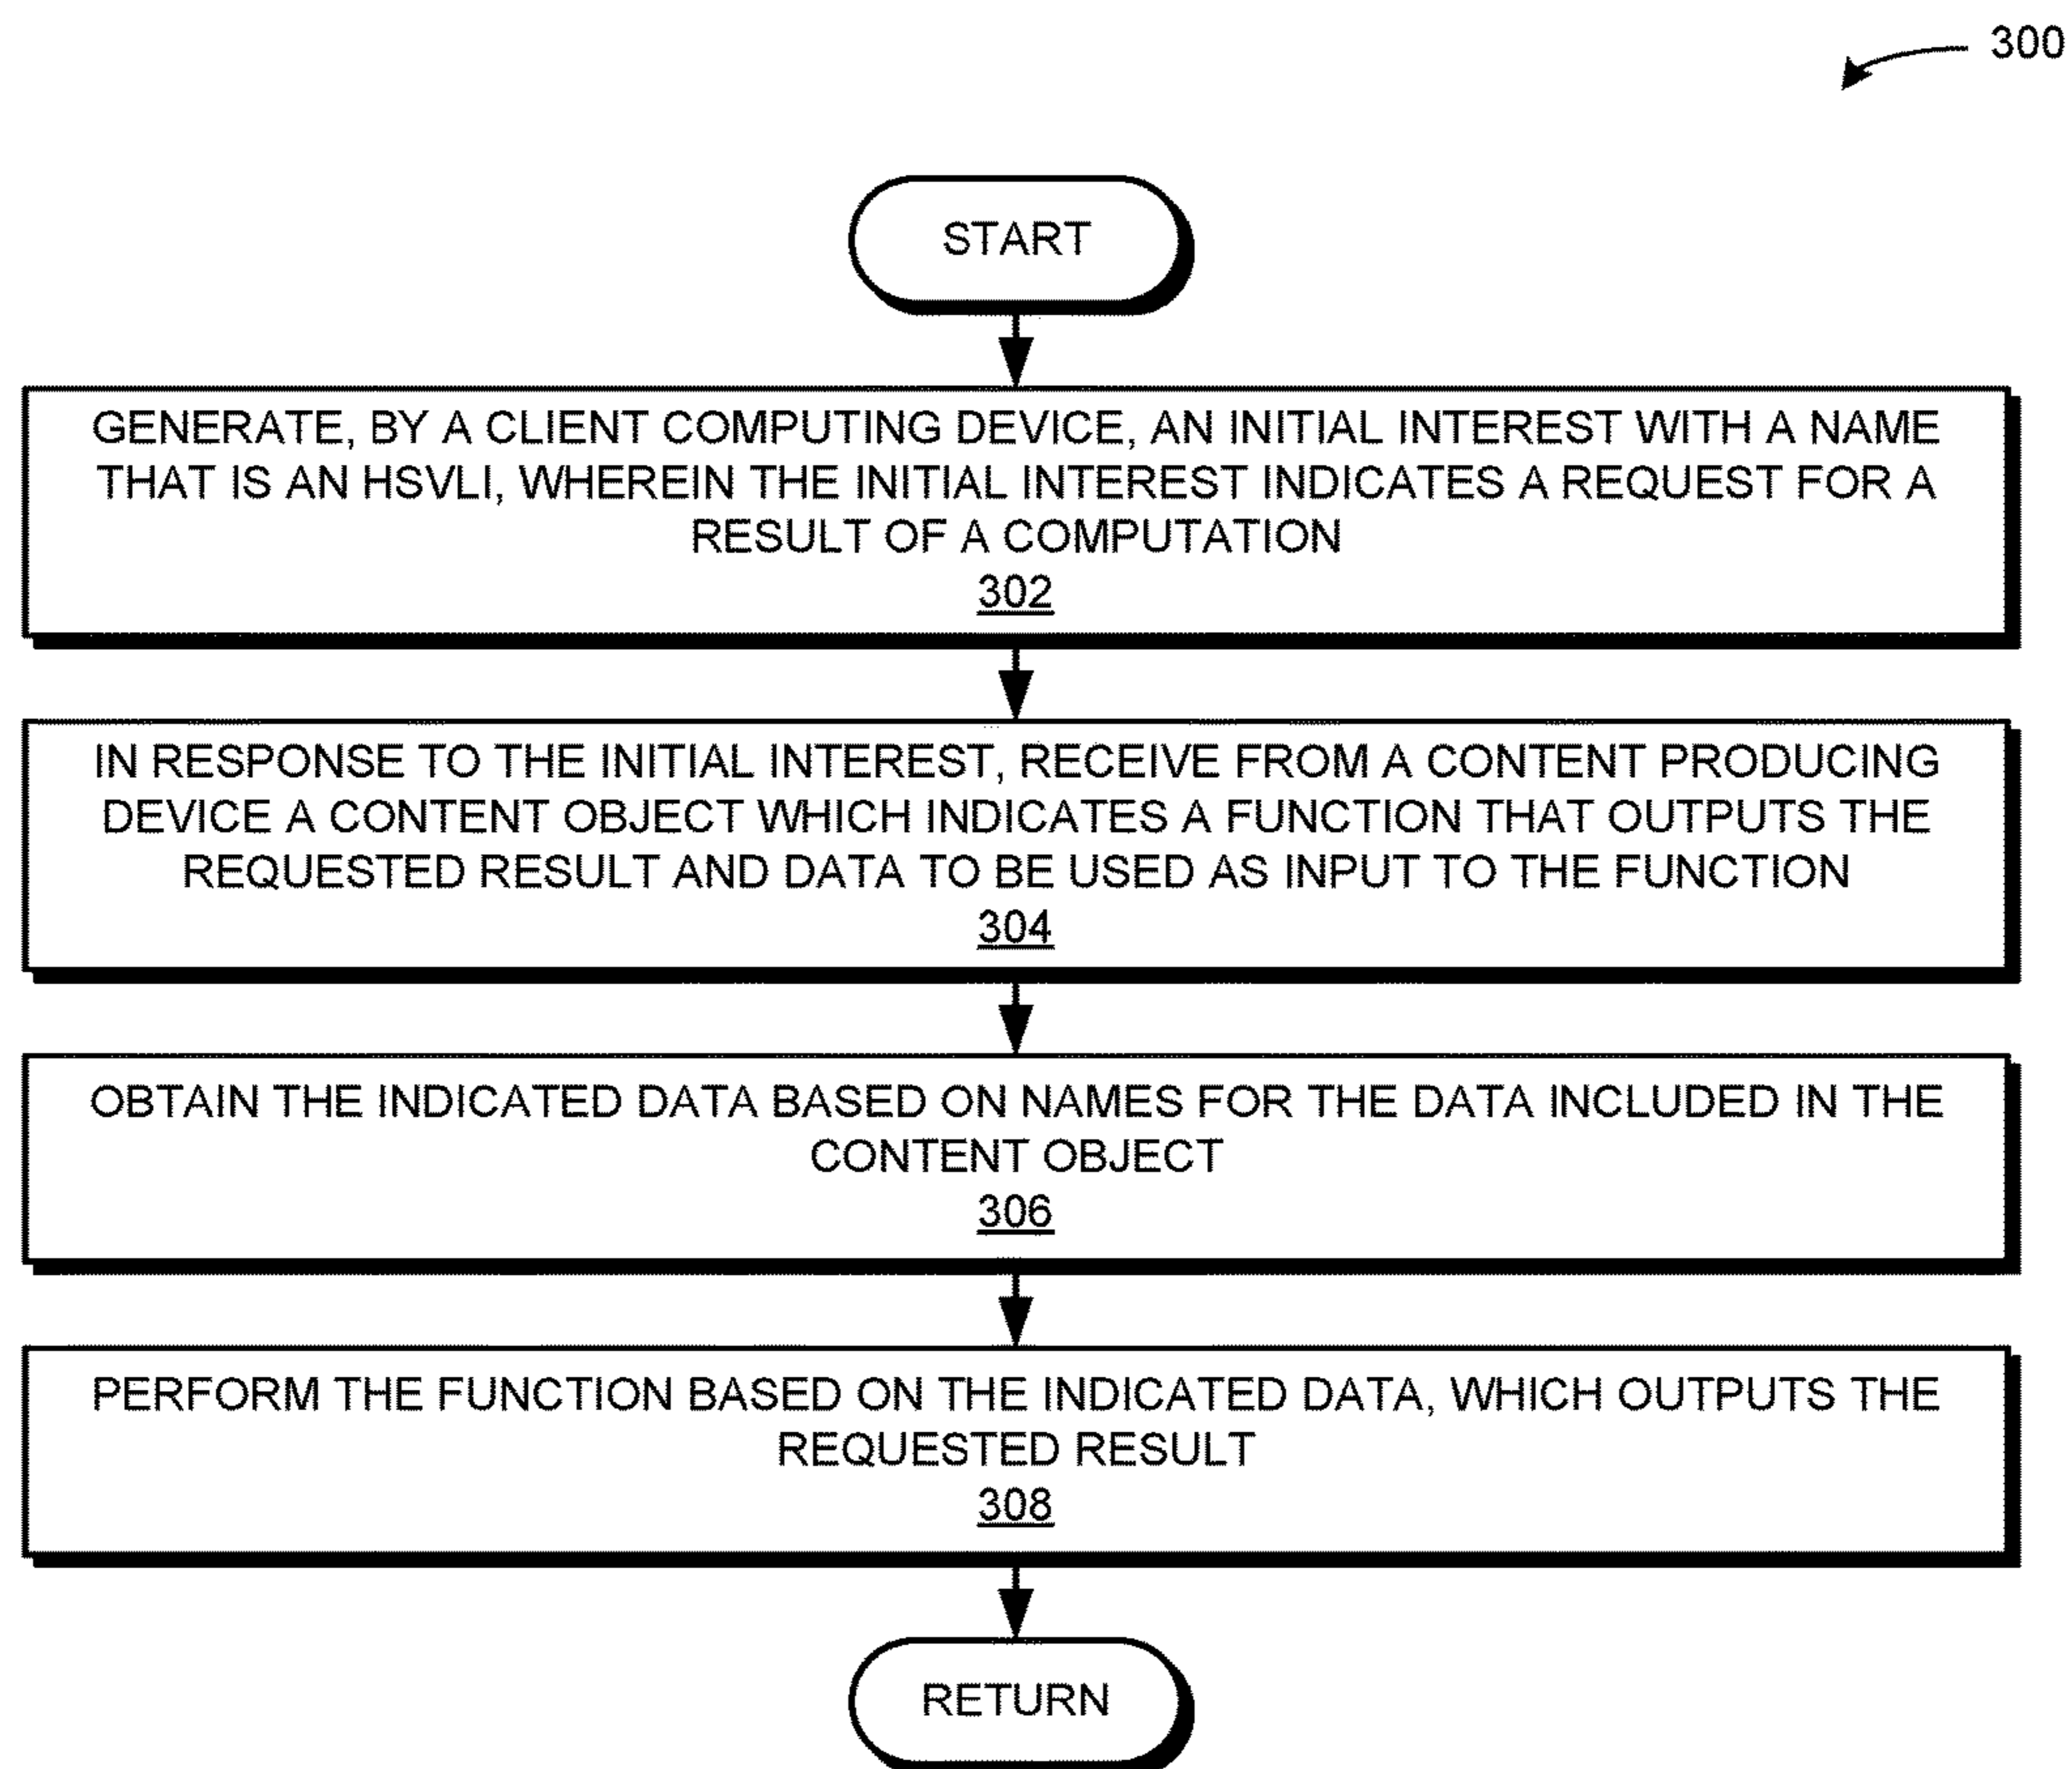 300
START
GENERATE, BY A CLIENT COMPUTING DEVICE, AN INITIAL INTEREST WITH A NAME
THAT IS AN HSVLI, WHEREIN THE INITIAL INTEREST INDICATES A REQUEST FOR A
RESULT OF A COMPUTATION
302
IN RESPONSE TO THE INITIAL INTEREST, RECEIVE FROM A CONTENT PRODUCING
DEVICE A CONTENT OBJECT WHICH INDICATES A FUNCTION THAT OUTPUTS THE
REQUESTED RESULT AND DATA TO BE USED AS INPUT TO THE FUNCTION
304
OBTAIN THE INDICATED DATA BASED ON NAMES FOR THE DATA INCLUDED IN THE
CONTENT OBJECT
306
PERFORM THE FUNCTION BASED ON THE INDICATED DATA, WHICH OUTPUTS THE
REQUESTED RESULT
308
RETURN